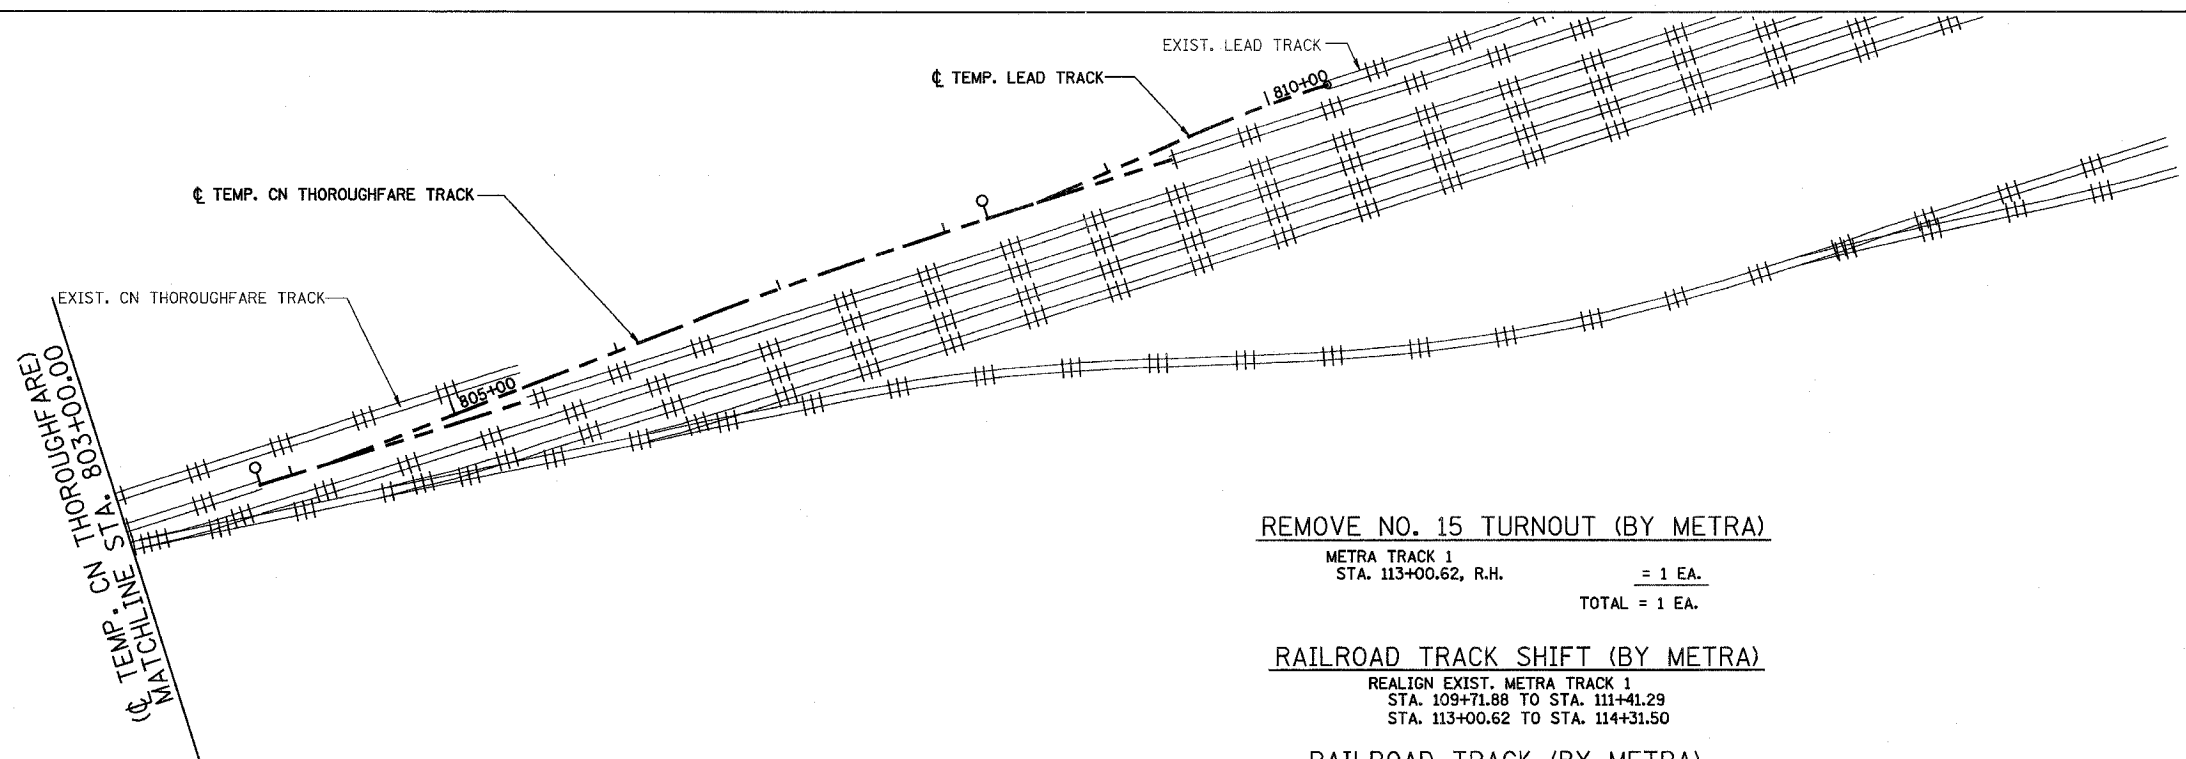 EXIST. LEAD TRACK
℄ TEMP. LEAD TRACK
810+00
℄ TEMP. CN THOROUGHFARE TRACK
EXIST. CN THOROUGHFARE TRACK
805+00
(℄ TEMP. CN THOROUGHFARE)
MATCHLINE STA. 803+00.00
REMOVE NO. 15 TURNOUT (BY METRA)
METRA TRACK 1
STA. 113+00.62, R.H. = 1 EA.
TOTAL = 1 EA.
RAILROAD TRACK SHIFT (BY METRA)
REALIGN EXIST. METRA TRACK 1
STA. 109+71.88 TO STA. 111+41.29
STA. 113+00.62 TO STA. 114+31.50
RAILROAD TRACK (BY METRA)